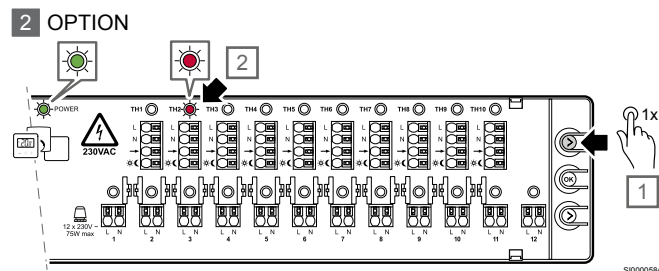 2 OPTION
2
POWER TH1 TH2 TH3 TH4 TH5 TH6 TH7 TH8 TH9 TH10
1x
L L L L L L L L L L
N N N N N N N N N N
230VAC
OK
1
12 x 230V ~
75W max
L N L N L N L N L N L N L N L N L N L N L N L N
1 2 3 4 5 6 7 8 9 10 11 12